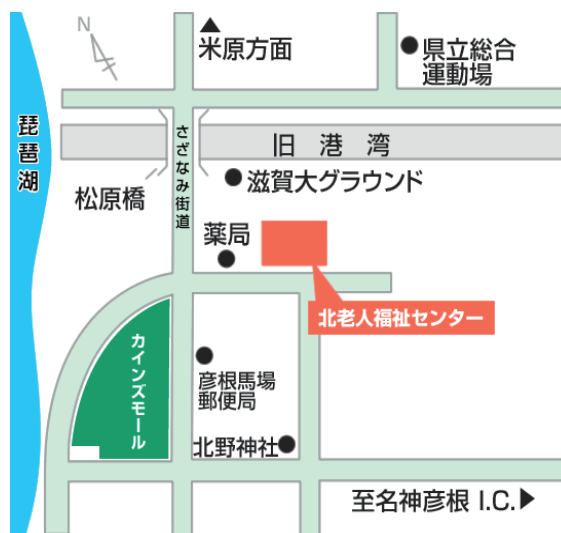 N
米原方面
県立総合
運動場
琵琶湖
さざなみ街道
旧港湾
松原橋
滋賀大グラウンド
薬局
北老人福祉センター
カインズモール
彦根馬場
郵便局
北野神社
至名神彦根 I.C.